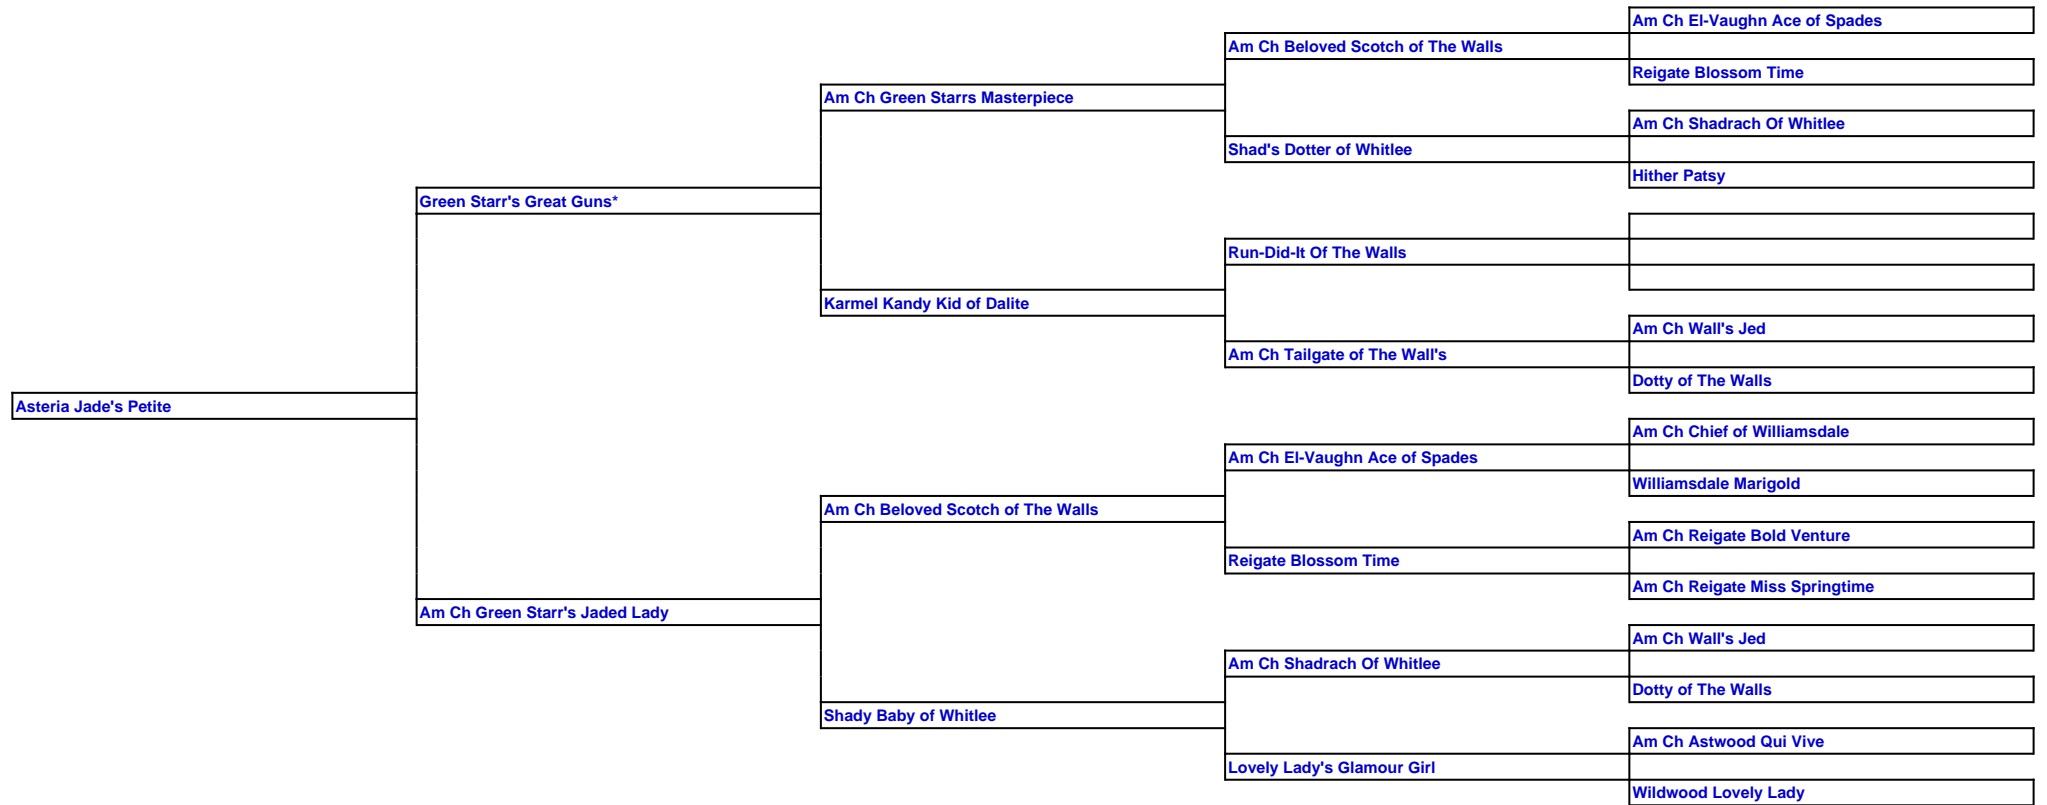 Am Ch El-Vaughn Ace of Spades
Am Ch Beloved Scotch of The Walls
Reigate Blossom Time
Am Ch Green Starrs Masterpiece
Am Ch Shadrach Of Whitlee
Shad's Dotter of Whitlee
Hither Patsy
Green Starr's Great Guns*
Run-Did-It Of The Walls
Karmel Kandy Kid of Dalite
Am Ch Wall's Jed
Am Ch Tailgate of The Wall's
Dotty of The Walls
Asteria Jade's Petite
Am Ch Chief of Williamsdale
Am Ch El-Vaughn Ace of Spades
Williamsdale Marigold
Am Ch Beloved Scotch of The Walls
Am Ch Reigate Bold Venture
Reigate Blossom Time
Am Ch Reigate Miss Springtime
Am Ch Green Starr's Jaded Lady
Am Ch Wall's Jed
Am Ch Shadrach Of Whitlee
Dotty of The Walls
Shady Baby of Whitlee
Am Ch Astwood Qui Vive
Lovely Lady's Glamour Girl
Wildwood Lovely Lady